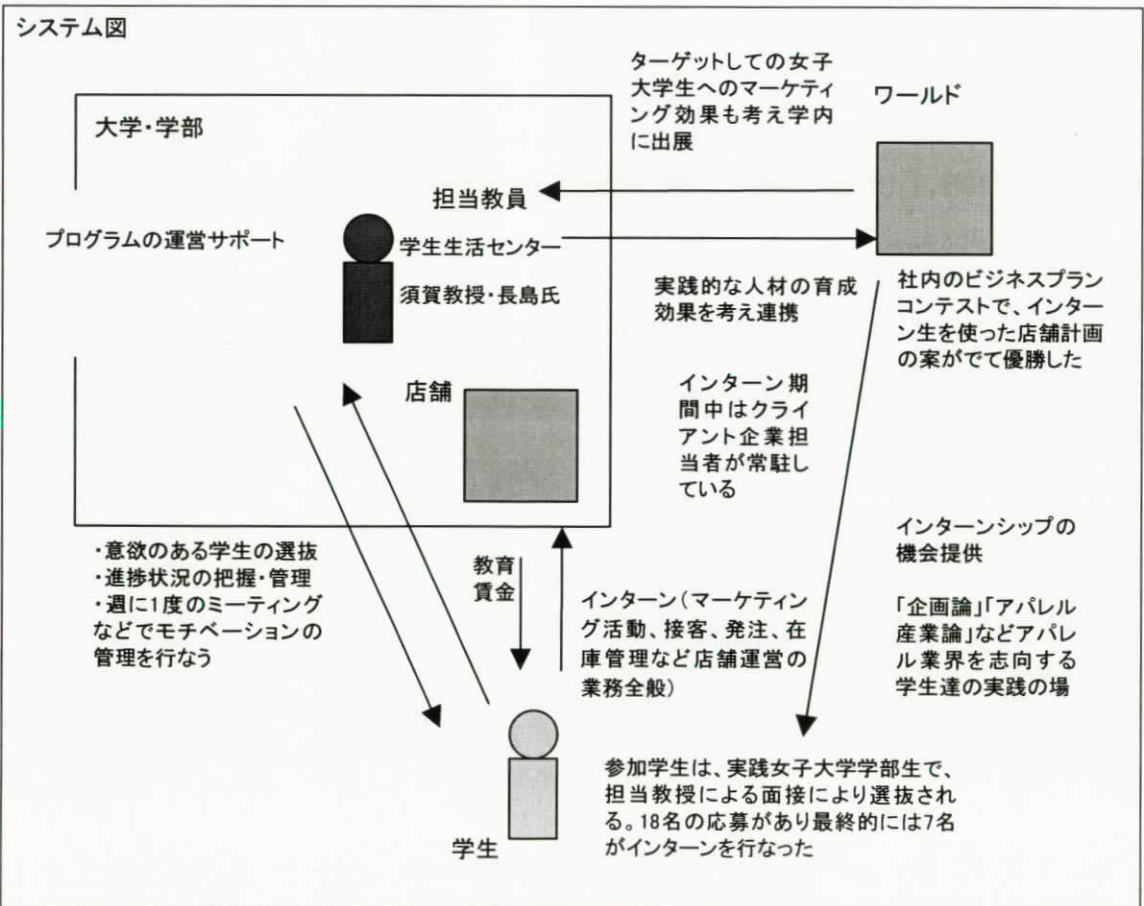 システム図
ターゲットしての女子
大学生へのマーケティ
ング効果も考え学内
に出展
ワールド
大学・学部
担当教員
プログラムの運営サポート
学生生活センター
須賀教授・長島氏
実践的な人材の育成
効果を考え連携
社内のビジネスプラン
コンテストで、インター
ン生を使った店舗計画
の案がでて優勝した
インターン期
間中はクライ
アント企業担
当者が常駐し
ている
店舗
インターンシップの
機会提供
「企画論」「アパレル
産業論」などアパレ
ル業界を志向する
学生達の実践の場
・意欲のある学生の選抜
・進捗状況の把握・管理
・週に1度のミーティング
などでモチベーションの
管理を行なう
教育
賃金
インターン(マーケティン
グ活動、接客、発注、在
庫管理など店舗運営の
業務全般)
参加学生は、実践女子大学学部生で、
担当教授による面接により選抜され
る。18名の応募があり最終的には7名
がインターンを行なった
学生